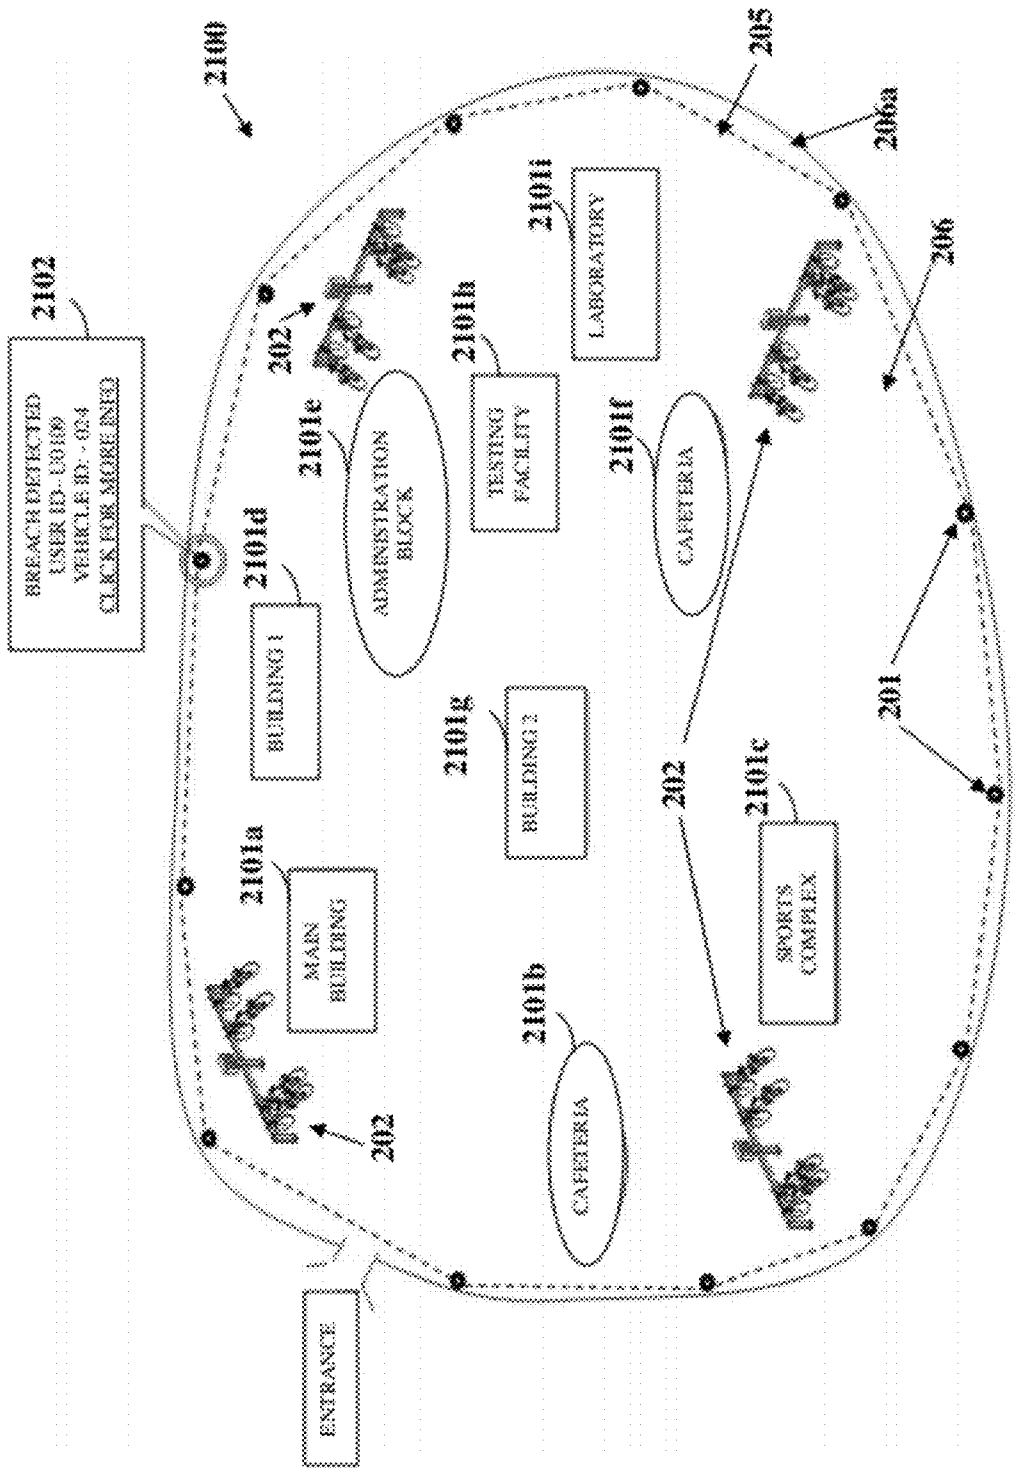 2100
2102
BREACH DETECTED
USER ID- U0109
VEHICLE ID: - 024
CLICK FOR MORE INFO
202
205
206a
2101a
MAIN
BUILDING
2101d
BUILDING 1
2101e
ADMINISTRATION
BLOCK
2101h
TESTING
FACILITY
2101i
LABORATORY
ENTRANCE
202
2101g
BUILDING 2
2101f
CAFETERIA
206
2101b
CAFETERIA
202
2101c
SPORTS
COMPLEX
201